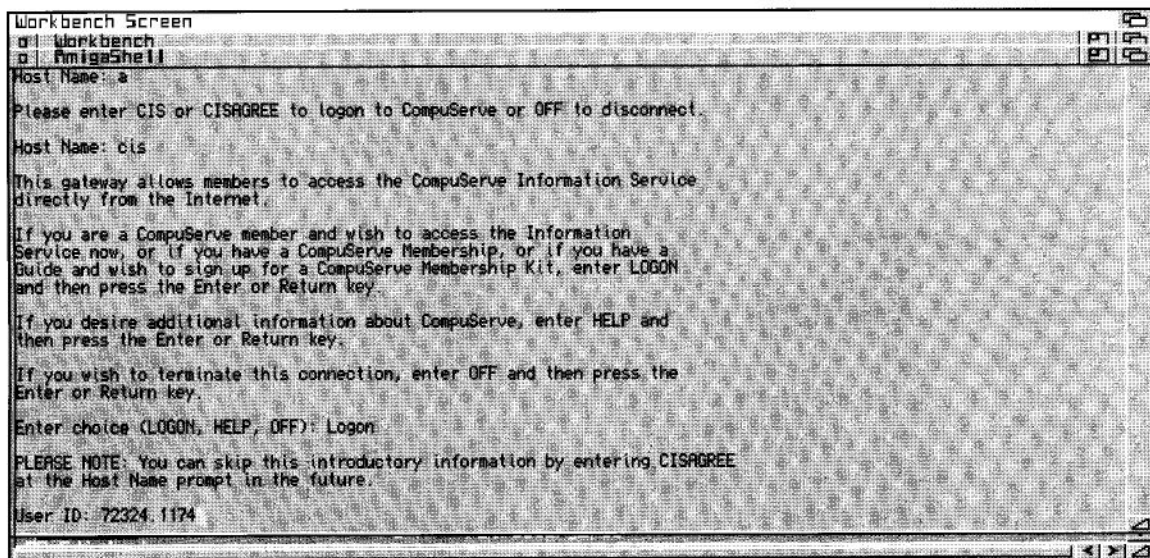 Workbench Screen
Workbench
AmigaShell
Host Name: a
Please enter CIS or CISAGREE to logon to CompuServe or OFF to disconnect.
Host Name: cis
This gateway allows members to access the CompuServe Information Service
directly from the Internet.
If you are a CompuServe member and wish to access the Information
Service now, or if you have a CompuServe Membership, or if you have a
Guide and wish to sign up for a CompuServe Membership Kit, enter LOGON
and then press the Enter or Return key.
If you desire additional information about CompuServe, enter HELP and
then press the Enter or Return key.
If you wish to terminate this connection, enter OFF and then press the
Enter or Return key.
Enter choice (LOGON, HELP, OFF): Logon
PLEASE NOTE: You can skip this introductory information by entering CISAGREE
at the Host Name prompt in the future.
User ID: 72324,1174